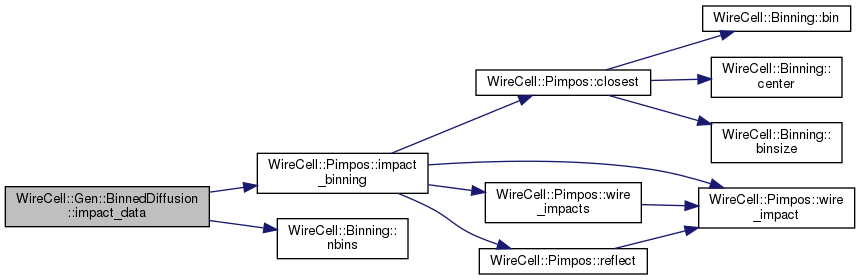 WireCell::Gen::BinnedDiffusion
::impact_data
WireCell::Pimpos::impact
_binning
WireCell::Binning::
nbins
WireCell::Pimpos::closest
WireCell::Pimpos::wire
_impacts
WireCell::Pimpos::reflect
WireCell::Binning::bin
WireCell::Binning::
center
WireCell::Binning::
binsize
WireCell::Pimpos::wire
_impact